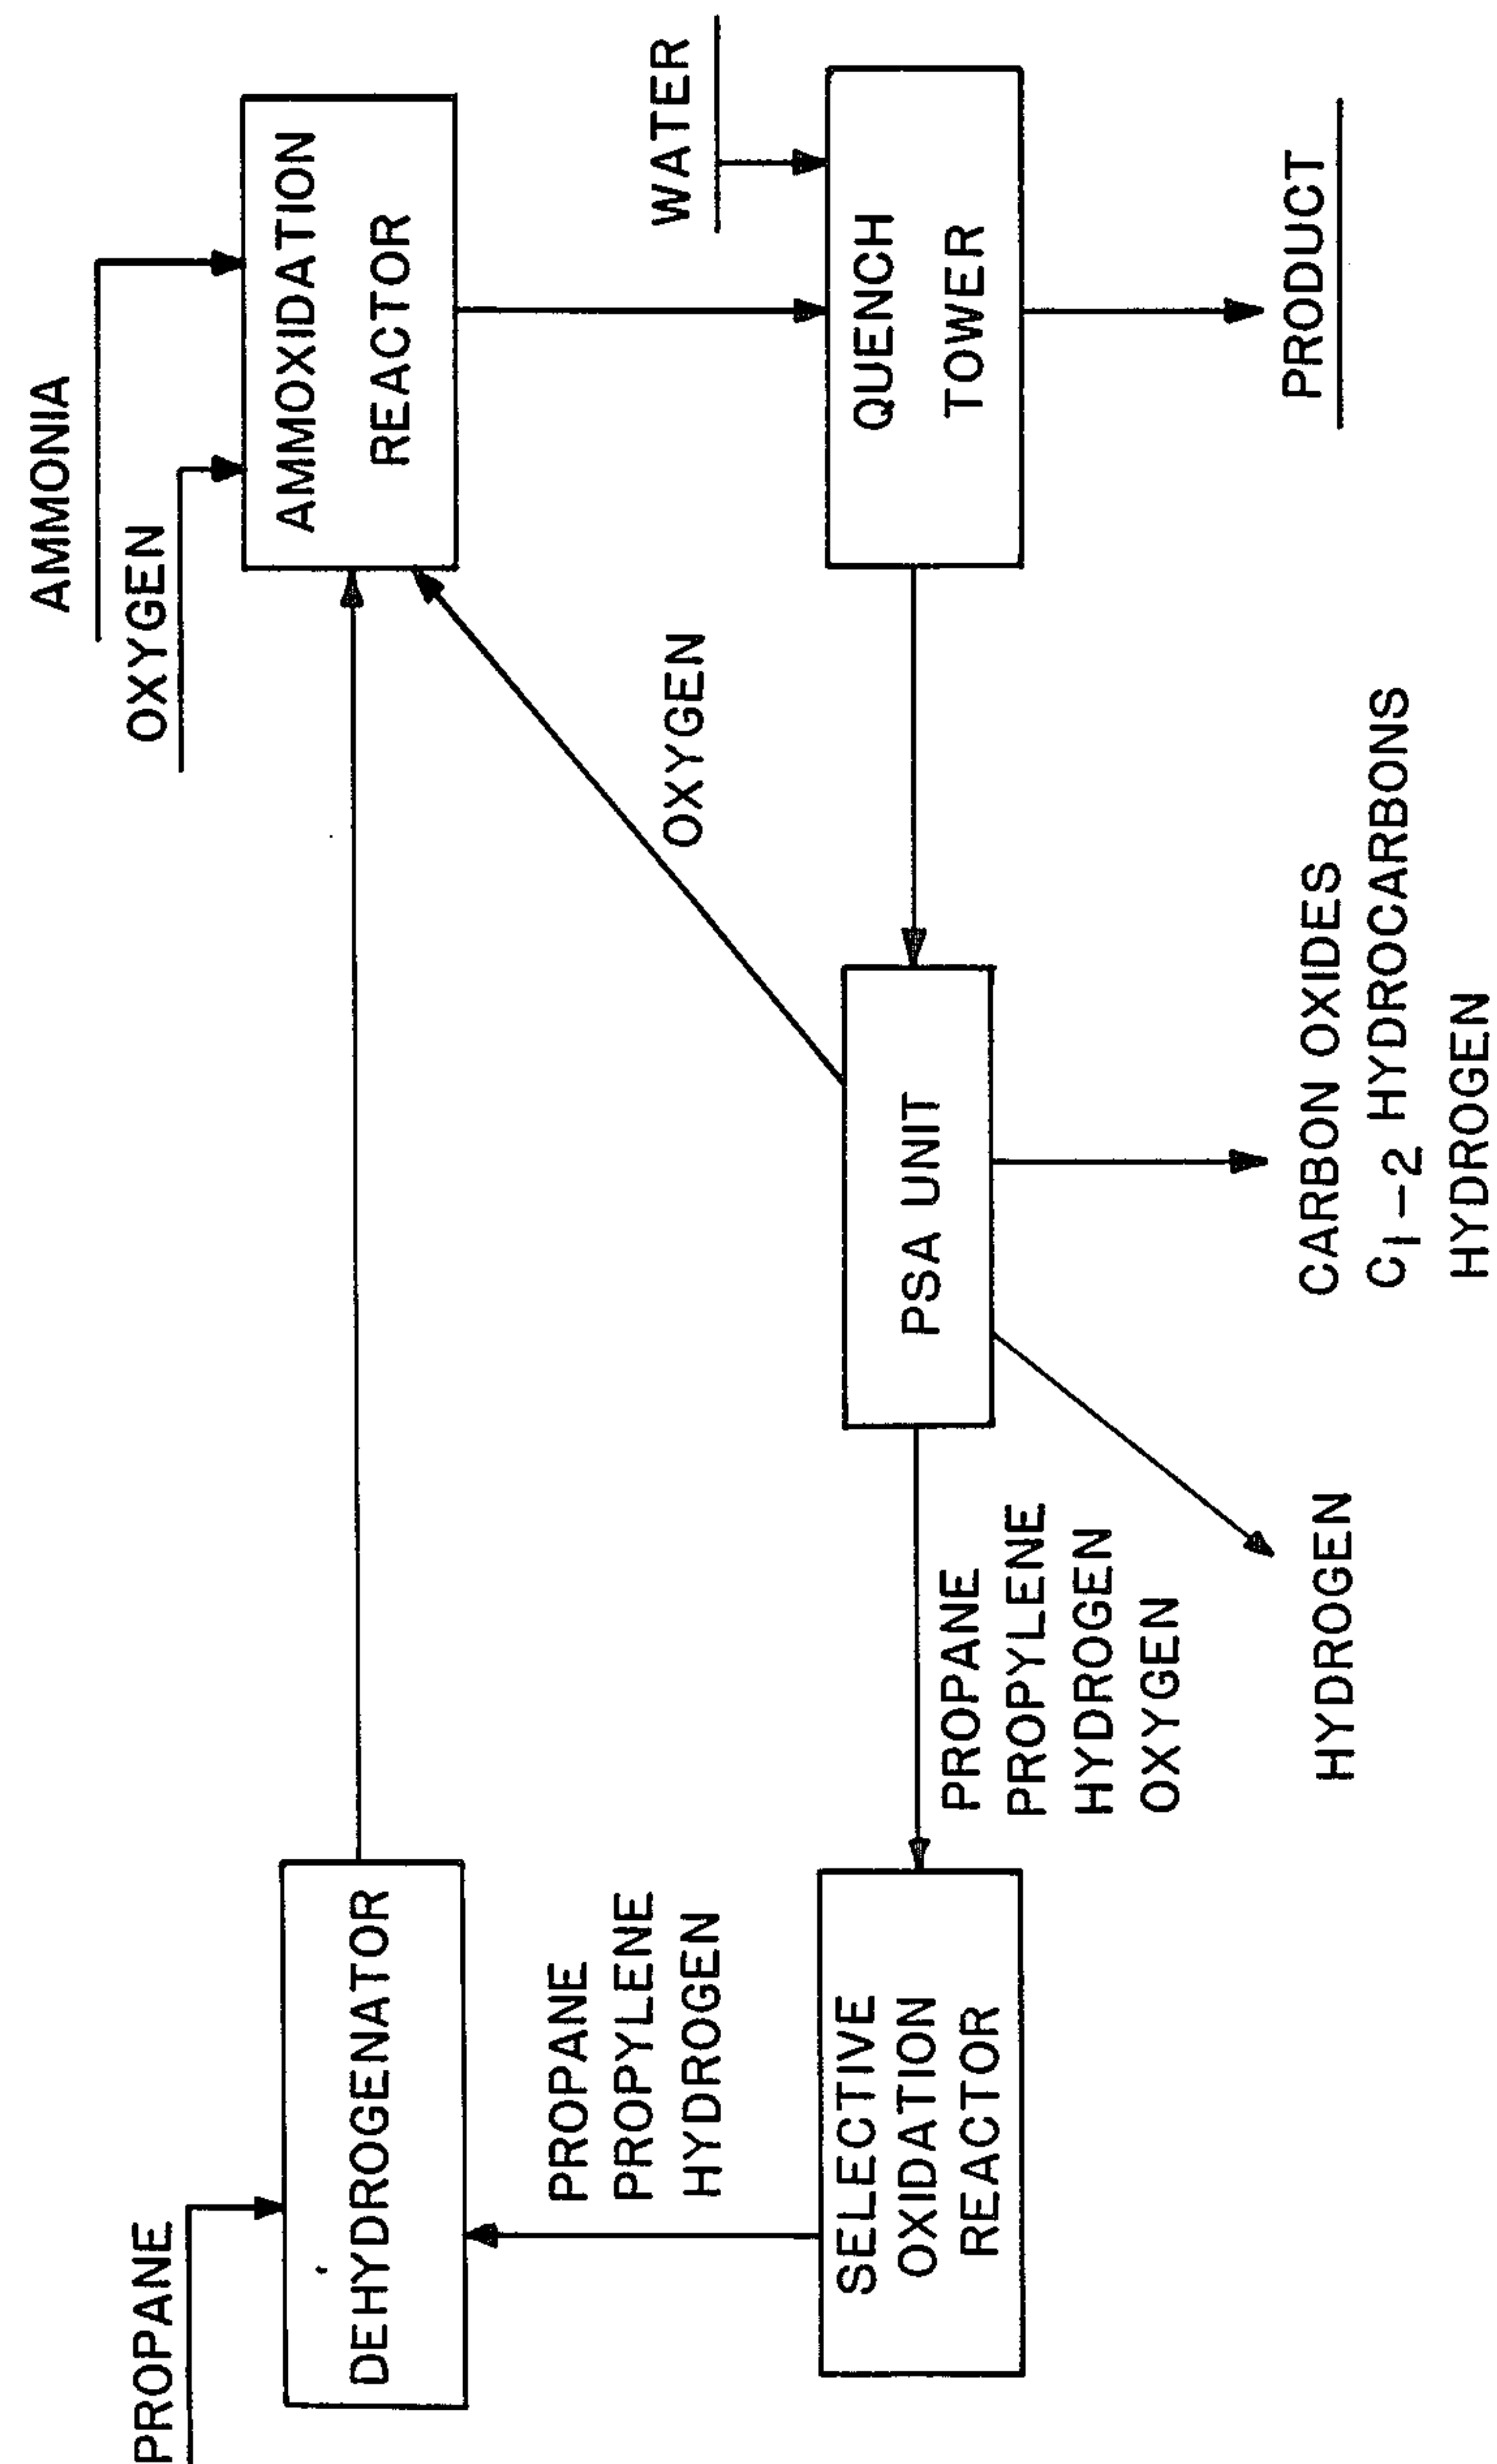 PROPANE
DEHYDROGENATOR
AMMONIA
OXYGEN
AMMOXIDATION
REACTOR
PROPANE
PROPYLENE
HYDROGEN
OXYGEN
WATER
SELECTIVE
OXIDATION
REACTOR
PROPANE
PROPYLENE
HYDROGEN
OXYGEN
PSA UNIT
QUENCH
TOWER
HYDROGEN
CARBON OXIDES
C1-2 HYDROCARBONS
HYDROGEN
PRODUCT